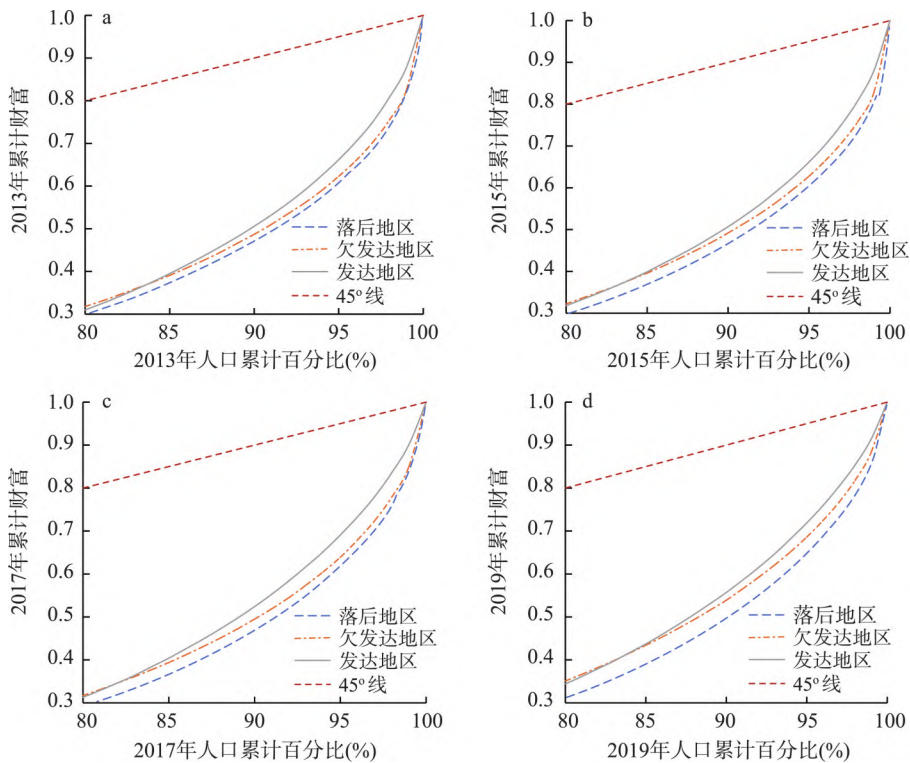 a
1.0
0.9
0.8
0.7
0.6
0.5
0.4
0.3
2013年累计财富
落后地区
欠发达地区
发达地区
45°线
80
85
90
95
100
2013年人口累计百分比(%)
b
1.0
0.9
0.8
0.7
0.6
0.5
0.4
0.3
2015年累计财富
落后地区
欠发达地区
发达地区
45°线
80
85
90
95
100
2015年人口累计百分比(%)
c
1.0
0.9
0.8
0.7
0.6
0.5
0.4
0.3
2017年累计财富
落后地区
欠发达地区
发达地区
45°线
80
85
90
95
100
2017年人口累计百分比(%)
d
1.0
0.9
0.8
0.7
0.6
0.5
0.4
0.3
2019年累计财富
落后地区
欠发达地区
发达地区
45°线
80
85
90
95
100
2019年人口累计百分比(%)